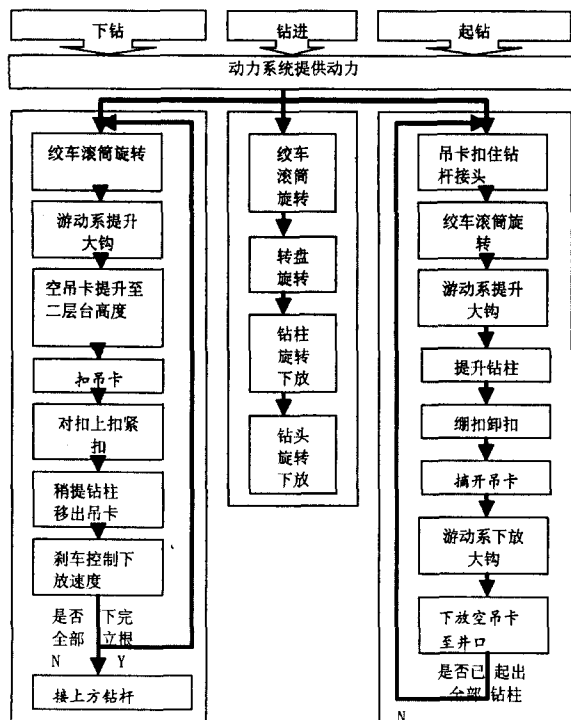 下钻
钻进
起钻
动力系统提供动力
绞车滚筒旋转
游动系提升
大钩
空吊卡提升至
二层台高度
扣吊卡
对扣上扣紧
扣
稍提钻柱
移出吊卡
刹车控制下
放速度
是否 下完
全部 立根
N Y
接上方钻杆
绞车
滚筒
旋转
转盘
旋转
钻柱
旋转
下放
钻头
旋转
下放
吊卡扣住钻
杆接头
绞车滚筒旋
转
游动系提升
大钩
提升钻柱
绷扣卸扣
摘开吊卡
游动系下放
大钩
下放空吊卡
至井口
是否已 起出
全部 钻柱
N